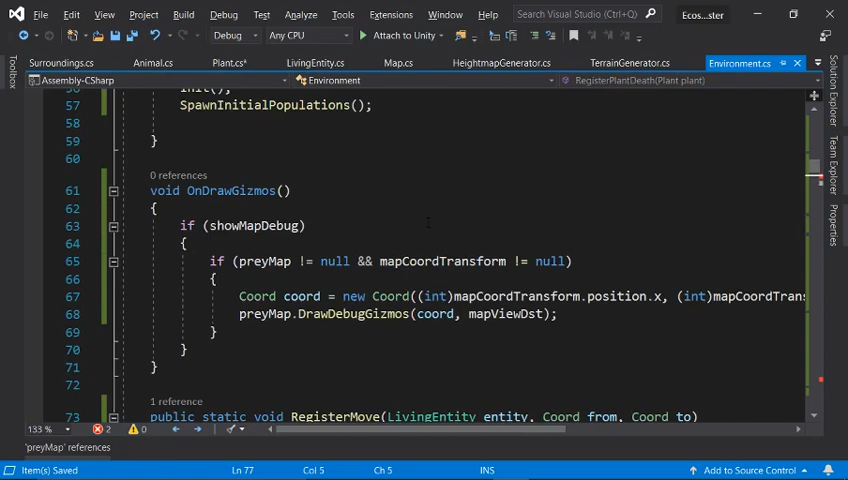 File Edit View Project Build Debug Test Analyze Tools Extensions Window Help Search Visual Studio (Ctrl+Q) Ecos...ster
Debug Any CPU Attach to Unity
Toolbox
Surroundings.cs Animal.cs Plant.cs* LivingEntity.cs Map.cs HeightmapGenerator.cs TerrainGenerator.cs Environment.cs
Assembly-CSharp Environment RegisterPlantDeath(Plant plant)
56 Init();
57 SpawnInitialPopulations();
58
59 }
60
0 references
61 void OnDrawGizmos()
62 {
63 if (showMapDebug)
64 {
65 if (preyMap != null && mapCoordTransform != null)
66 {
67 Coord coord = new Coord((int)mapCoordTransform.position.x, (int)mapCoordTrans
68 preyMap.DrawDebugGizmos(coord, mapViewDst);
69 }
70 }
71 }
72
1 reference
73 public static void RegisterMove(LivingEntity entity, Coord from, Coord to)
Solution Explorer
Team Explorer
Properties
133 % 2 0
'preyMap' references
Item(s) Saved Ln 77 Col 5 Ch 5 INS Add to Source Control